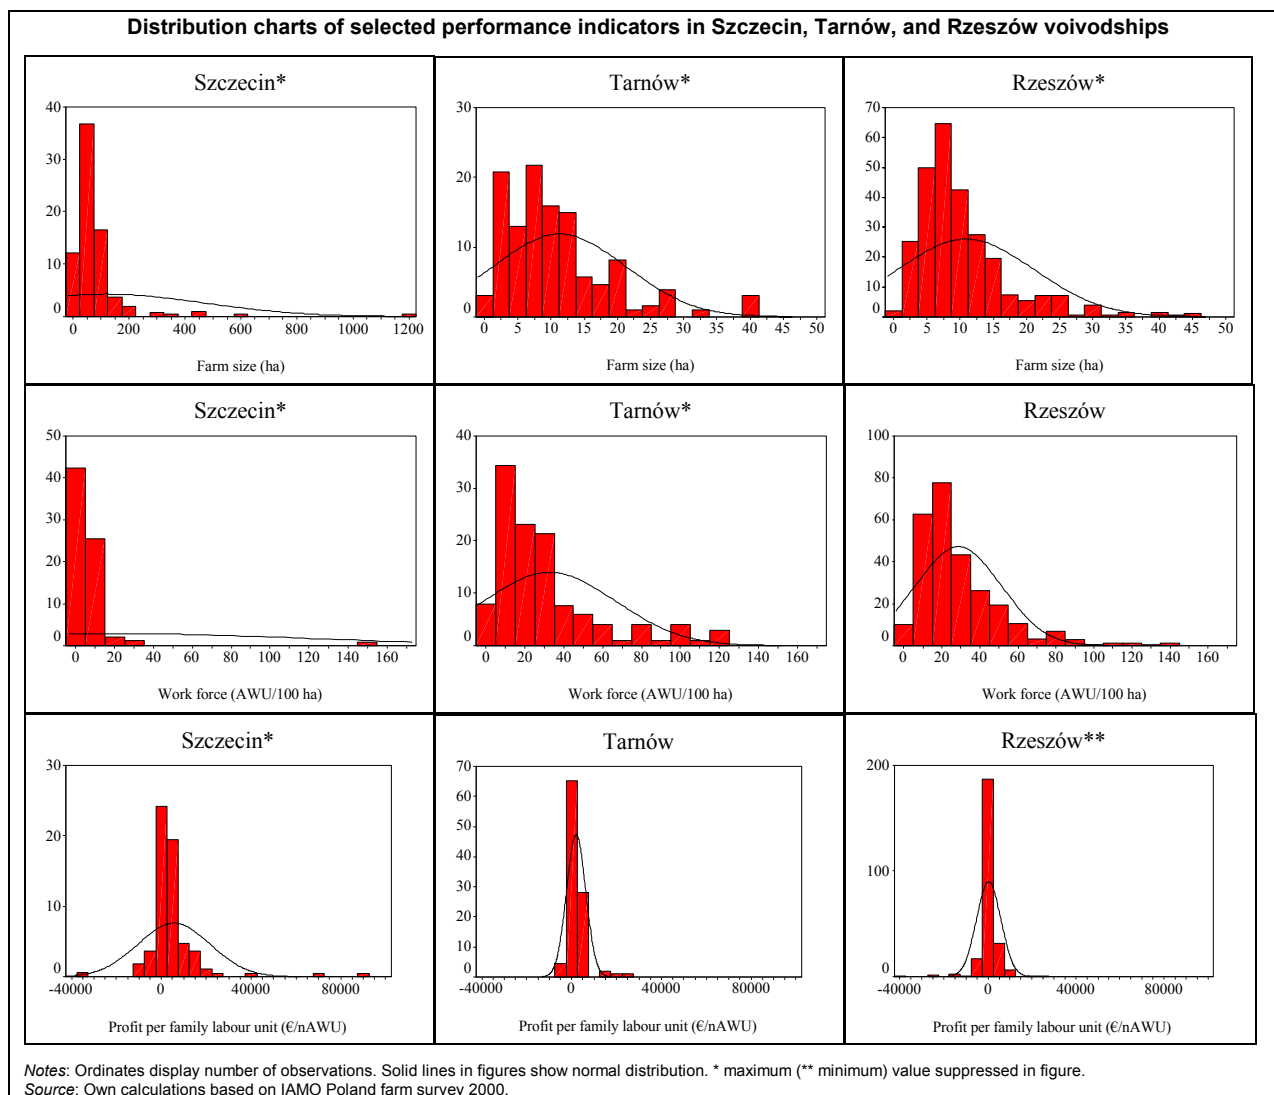 Distribution charts of selected performance indicators in Szczecin, Tarnów, and Rzeszów voivodships
Szczecin*
40
30
20
10
0
0 200 400 600 800 1000 1200
Farm size (ha)
Tarnów*
30
20
10
0
0 5 10 15 20 25 30 35 40 45 50
Farm size (ha)
Rzeszów*
70
60
50
40
30
20
10
0
0 5 10 15 20 25 30 35 40 45 50
Farm size (ha)
Szczecin*
50
40
30
20
10
0
0 20 40 60 80 100 120 140 160
Work force (AWU/100 ha)
Tarnów*
40
30
20
10
0
0 20 40 60 80 100 120 140 160
Work force (AWU/100 ha)
Rzeszów
100
80
60
40
20
0
0 20 40 60 80 100 120 140 160
Work force (AWU/100 ha)
Szczecin*
30
20
10
0
-40000 0 40000 80000
Profit per family labour unit (€/nAWU)
Tarnów
70
60
50
40
30
20
10
0
-40000 0 40000 80000
Profit per family labour unit (€/nAWU)
Rzeszów**
200
100
0
-40000 0 40000 80000
Profit per family labour unit (€/nAWU)
Notes: Ordinates display number of observations. Solid lines in figures show normal distribution. * maximum (** minimum) value suppressed in figure.
Source: Own calculations based on IAMO Poland farm survey 2000.